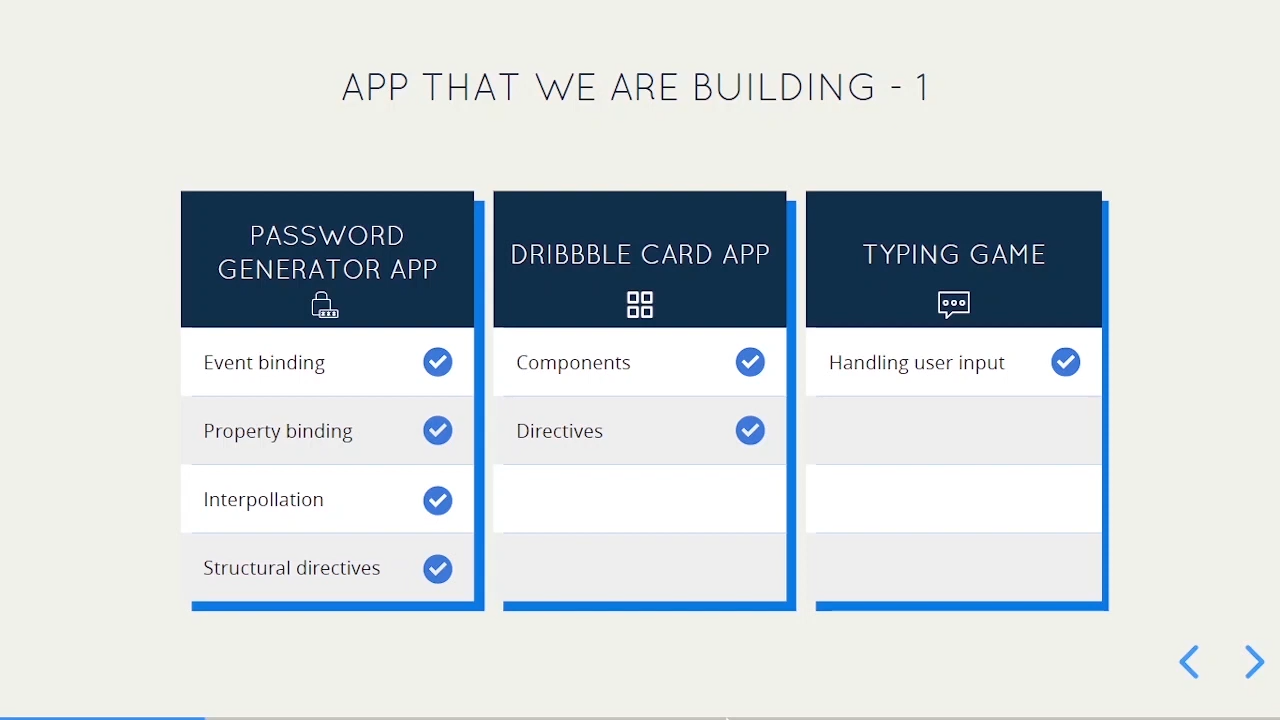 APP THAT WE ARE BUILDING - 1
PASSWORD
GENERATOR APP
Event binding
Property binding
Interpollation
Structural directives
DRIBBBLE CARD APP
Components
Directives
TYPING GAME
Handling user input